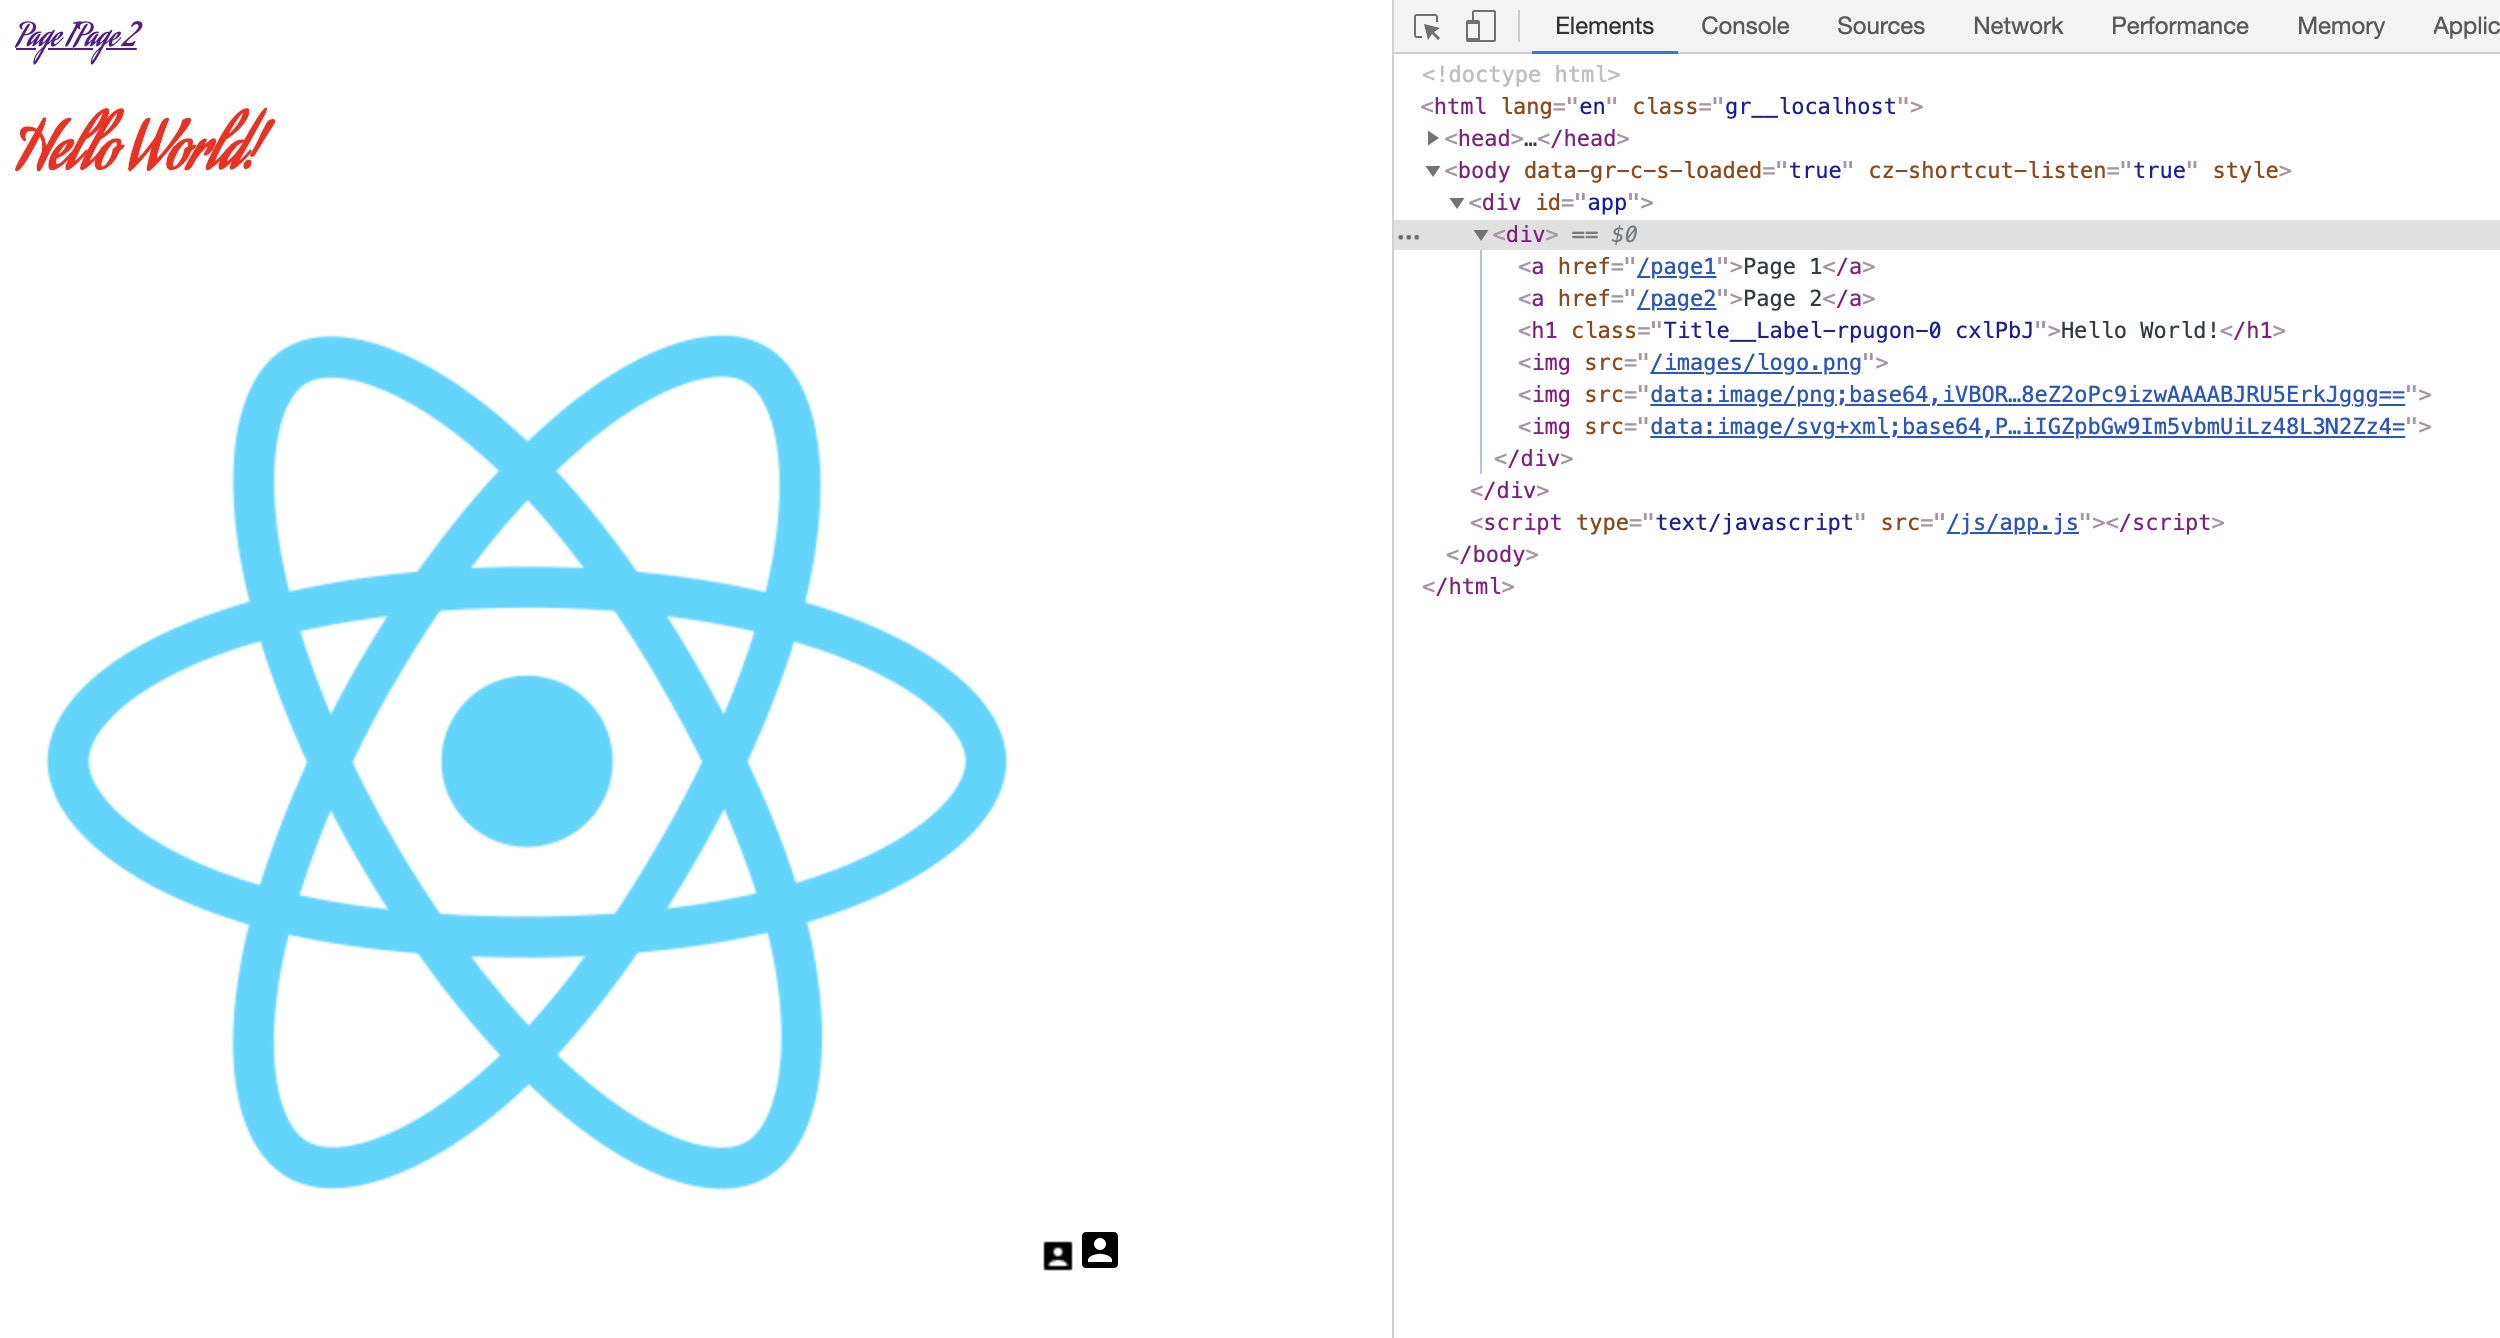 Page 1Page 2
Hello World!
Elements Console Sources Network Performance Memory Applic
<!doctype html>
<html lang="en" class="gr__localhost">
<head>…</head>
<body data-gr-c-s-loaded="true" cz-shortcut-listen="true" style>
<div id="app">
… <div> == $0
<a href="/page1">Page 1</a>
<a href="/page2">Page 2</a>
<h1 class="Title__Label-rpugon-0 cxlPbJ">Hello World!</h1>
<img src="/images/logo.png">
<img src="data:image/png;base64,iVBOR…8eZ2oPc9izwAAAABJRU5ErkJggg==">
<img src="data:image/svg+xml;base64,P…iIGZpbGw9Im5vbmUiLz48L3N2Zz4=">
</div>
</div>
<script type="text/javascript" src="/js/app.js"></script>
</body>
</html>